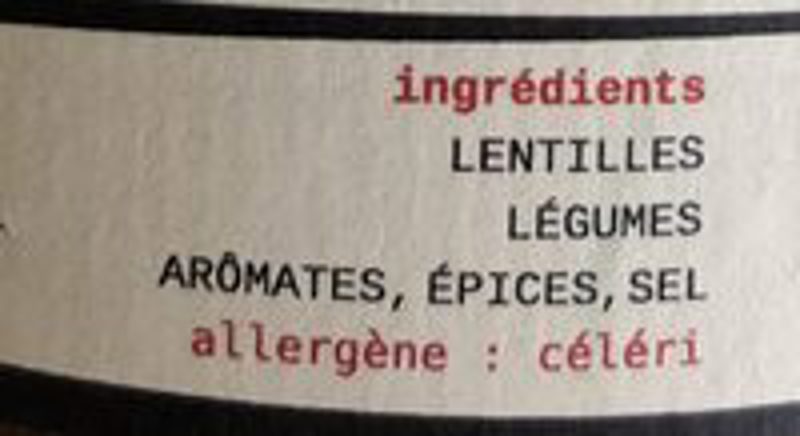 ingrédients
LENTILLES
LÉGUMES
ARÔMATES, ÉPICES, SEL
allergène : céléri